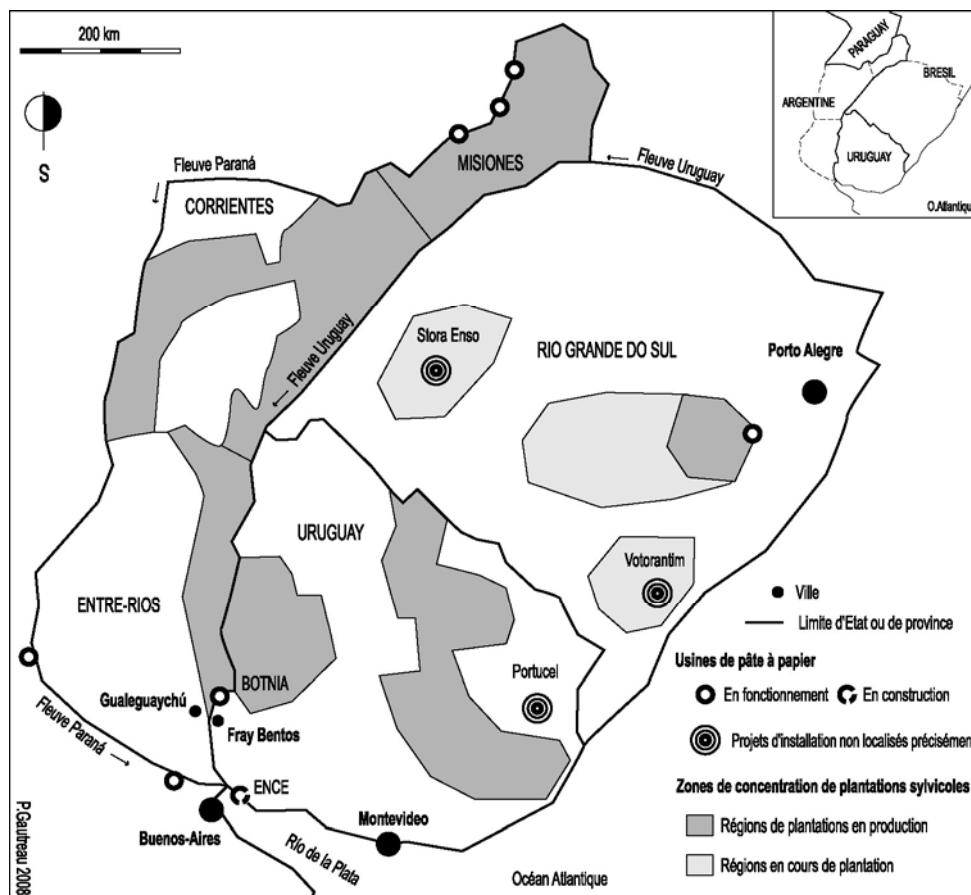 200 km
S
PARAGUAY
BRESIL
ARGENTINE
URUGUAY
O.Atlantique
Fleuve Paraná
MISIONES
Fleuve Uruguay
CORRIENTES
Fleuve Uruguay
Stora Enso
RIO GRANDE DO SUL
Porto Alegre
URUGUAY
Votorantim
ENTRE-RIOS
BOTNIA
Portucel
Gualeguaychú
Fray Bentos
Fleuve Paraná
ENCE
Montevideo
Buenos-Aires
Río de la Plata
Océan Atlantique
P.Gautreau 2008
Ville
Limite d'Etat ou de province
Usines de pâte à papier
En fonctionnement
En construction
Projets d'installation non localisés précisémen
Zones de concentration de plantations sylvicoles
Régions de plantations en production
Régions en cours de plantation